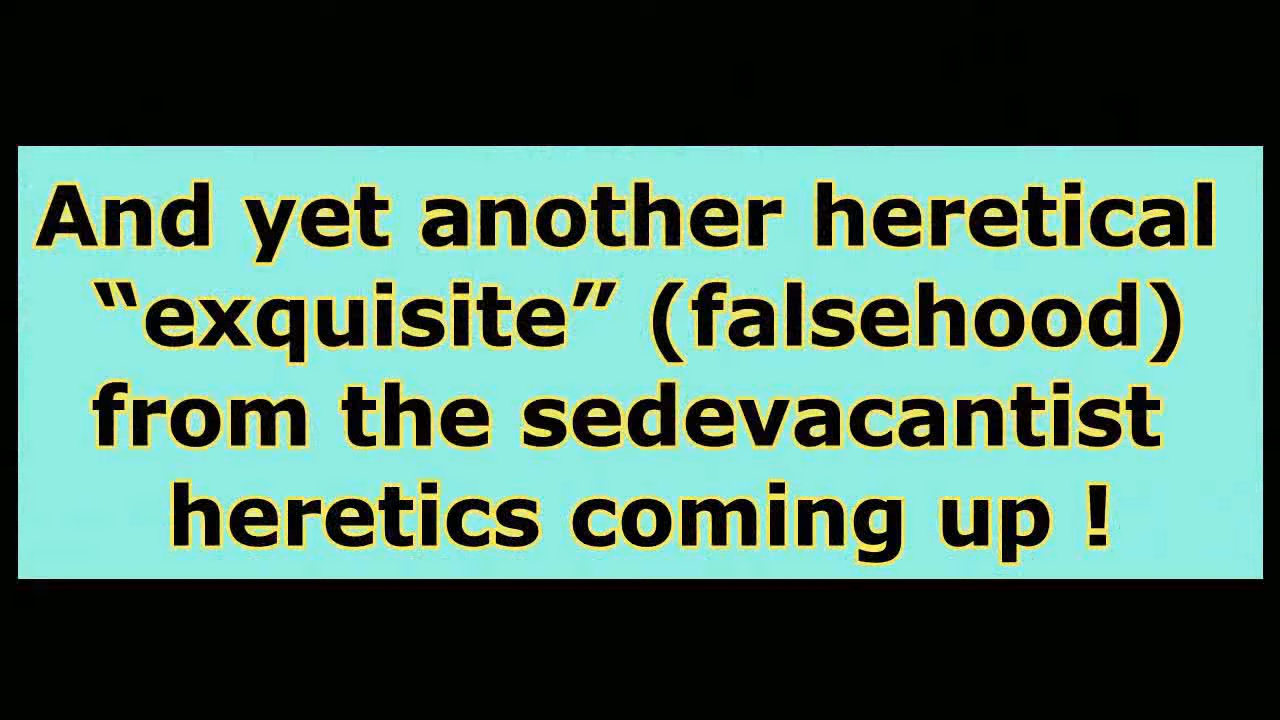 And yet another heretical
“exquisite” (falsehood)
from the sedevacantist
heretics coming up !